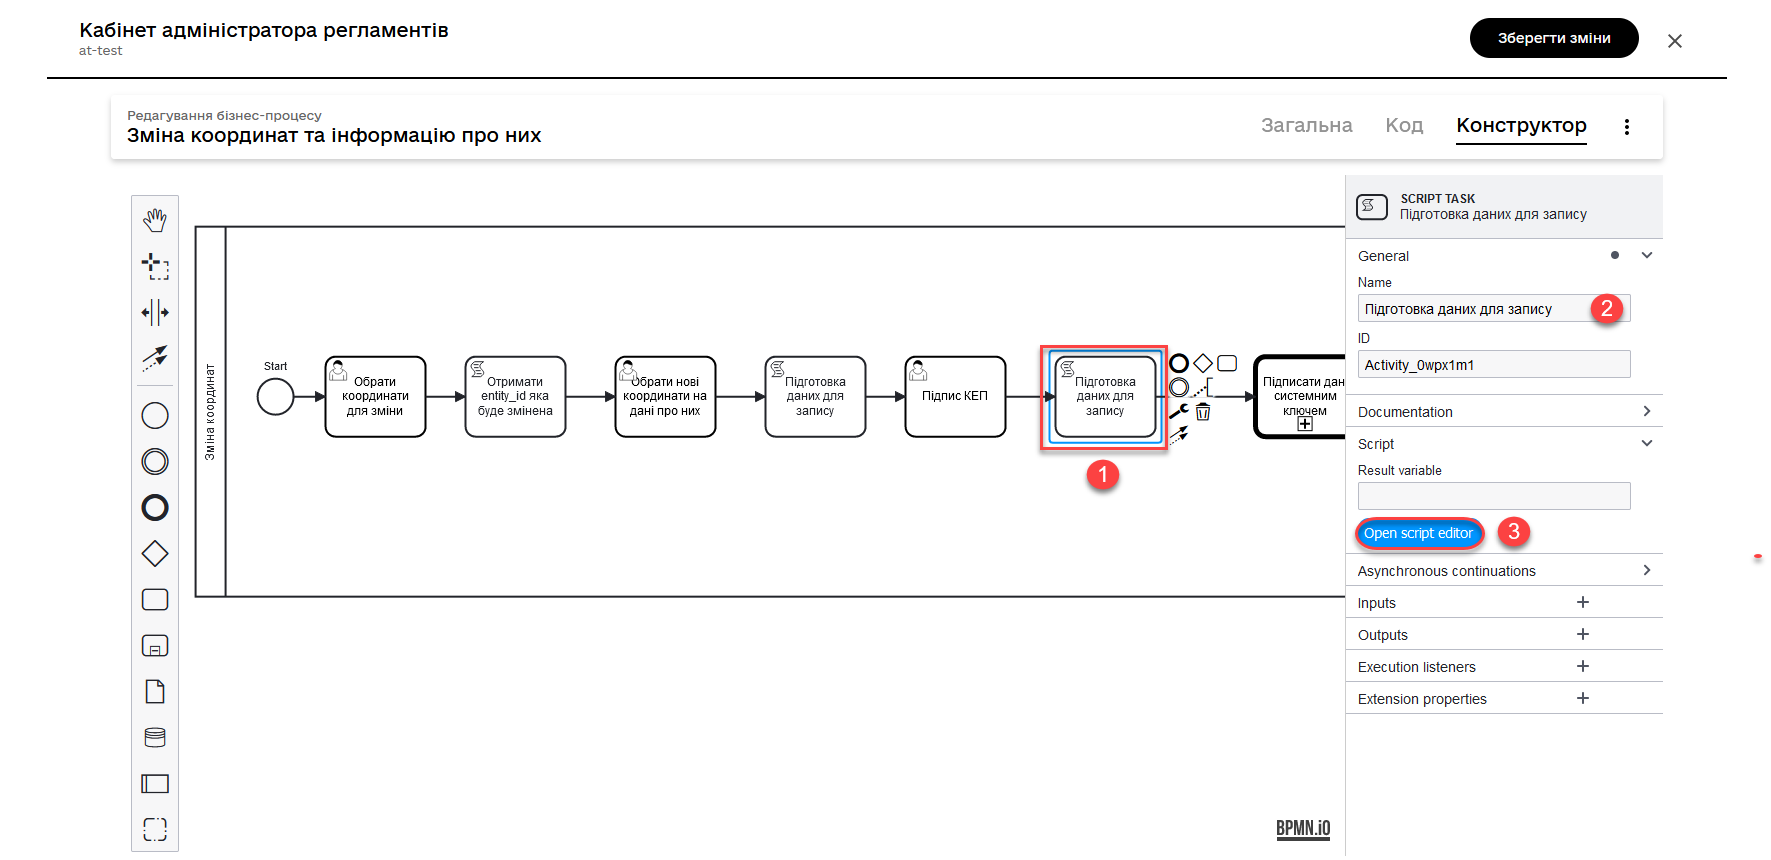 Кабінет адміністратора регламентів
at-test
Зберегти зміни
Редагування бізнес-процесу
Зміна координат та інформацію про них
Загальна
Код
Конструктор
Зміна координат
Start
Обрати
координати
для зміни
Отримати
entity_id яка
буде змінена
Обрати нові
координати на
дані про них
Підготовка
даних для
запису
Підпис КЕП
Підготовка
даних для
запису
1
Підписати дан
системним
ключем
BPMN.iO
SCRIPT TASK
Підготовка даних для запису
General
Name
Підготовка даних для запису
2
ID
Activity_0wpx1m1
Documentation
Script
Result variable
Open script editor
3
Asynchronous continuations
Inputs
Outputs
Execution listeners
Extension properties